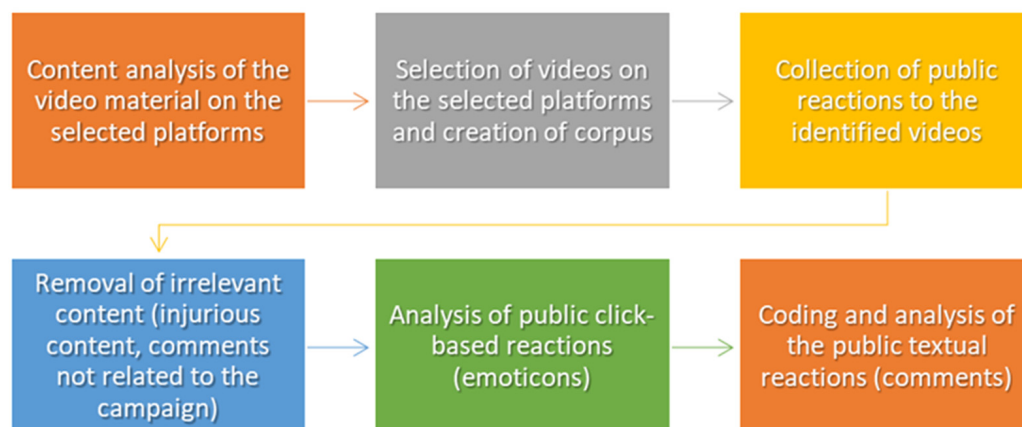 Content analysis of the
video material on the
selected platforms
Selection of videos on
the selected platforms
and creation of corpus
Collection of public
reactions to the
identified videos
Removal of irrelevant
content (injurious
content, comments
not related to the
campaign)
Analysis of public click-
based reactions
(emoticons)
Coding and analysis of
the public textual
reactions (comments)